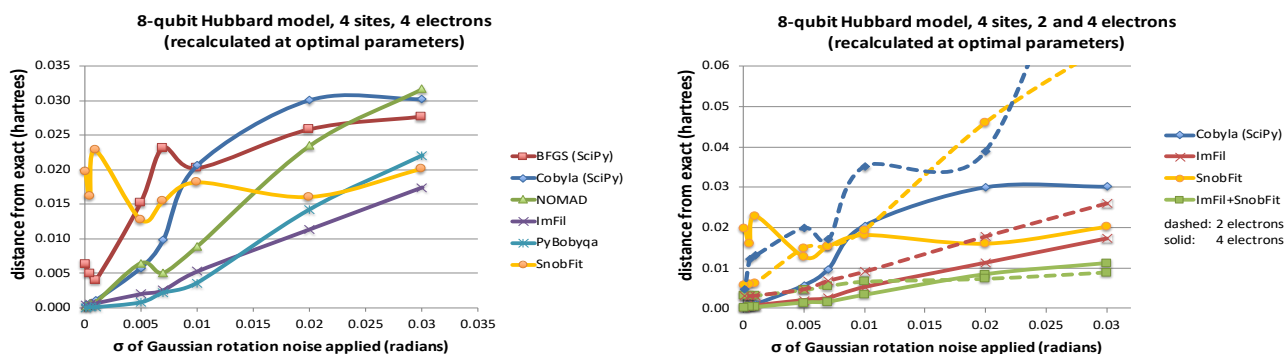 8-qubit Hubbard model, 4 sites, 4 electrons
(recalculated at optimal parameters)
distance from exact (hartrees)
0.035
0.030
0.025
0.020
0.015
0.010
0.005
0.000
0
0.005
0.01
0.015
0.02
0.025
0.03
0.035
σ of Gaussian rotation noise applied (radians)
BFGS (SciPy)
Cobyla (SciPy)
NOMAD
ImFil
PyBobyqa
SnobFit
8-qubit Hubbard model, 4 sites, 2 and 4 electrons
(recalculated at optimal parameters)
distance from exact (hartrees)
0.06
0.05
0.04
0.03
0.02
0.01
0.00
0
0.005
0.01
0.015
0.02
0.025
0.03
σ of Gaussian rotation noise applied (radians)
Cobyla (SciPy)
ImFil
SnobFit
ImFil+SnobFit
dashed: 2 electrons
solid: 4 electrons